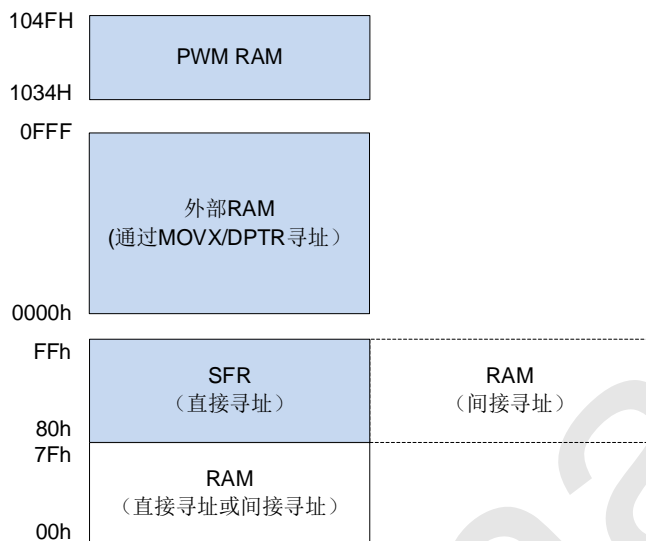 104FH
PWM RAM
1034H
0FFF
外部RAM
(通过MOVX/DPTR寻址）
0000h
FFh
SFR
（直接寻址）
RAM
（间接寻址）
80h
7Fh
RAM
（直接寻址或间接寻址）
00h